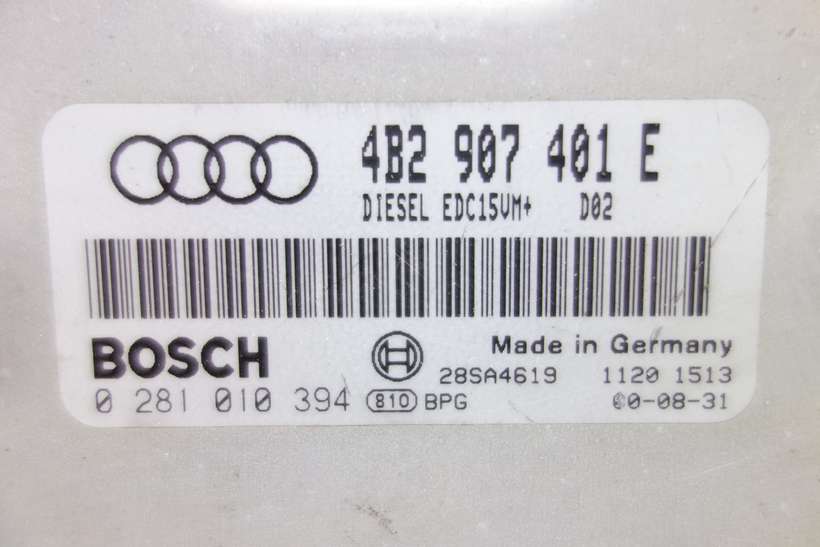 4B2 907 401 E
DIESEL EDC15VM+ D02
BOSCH
Made in Germany
28SA4619 1120 1513
0 281 010 394 810 BPG 00-08-31